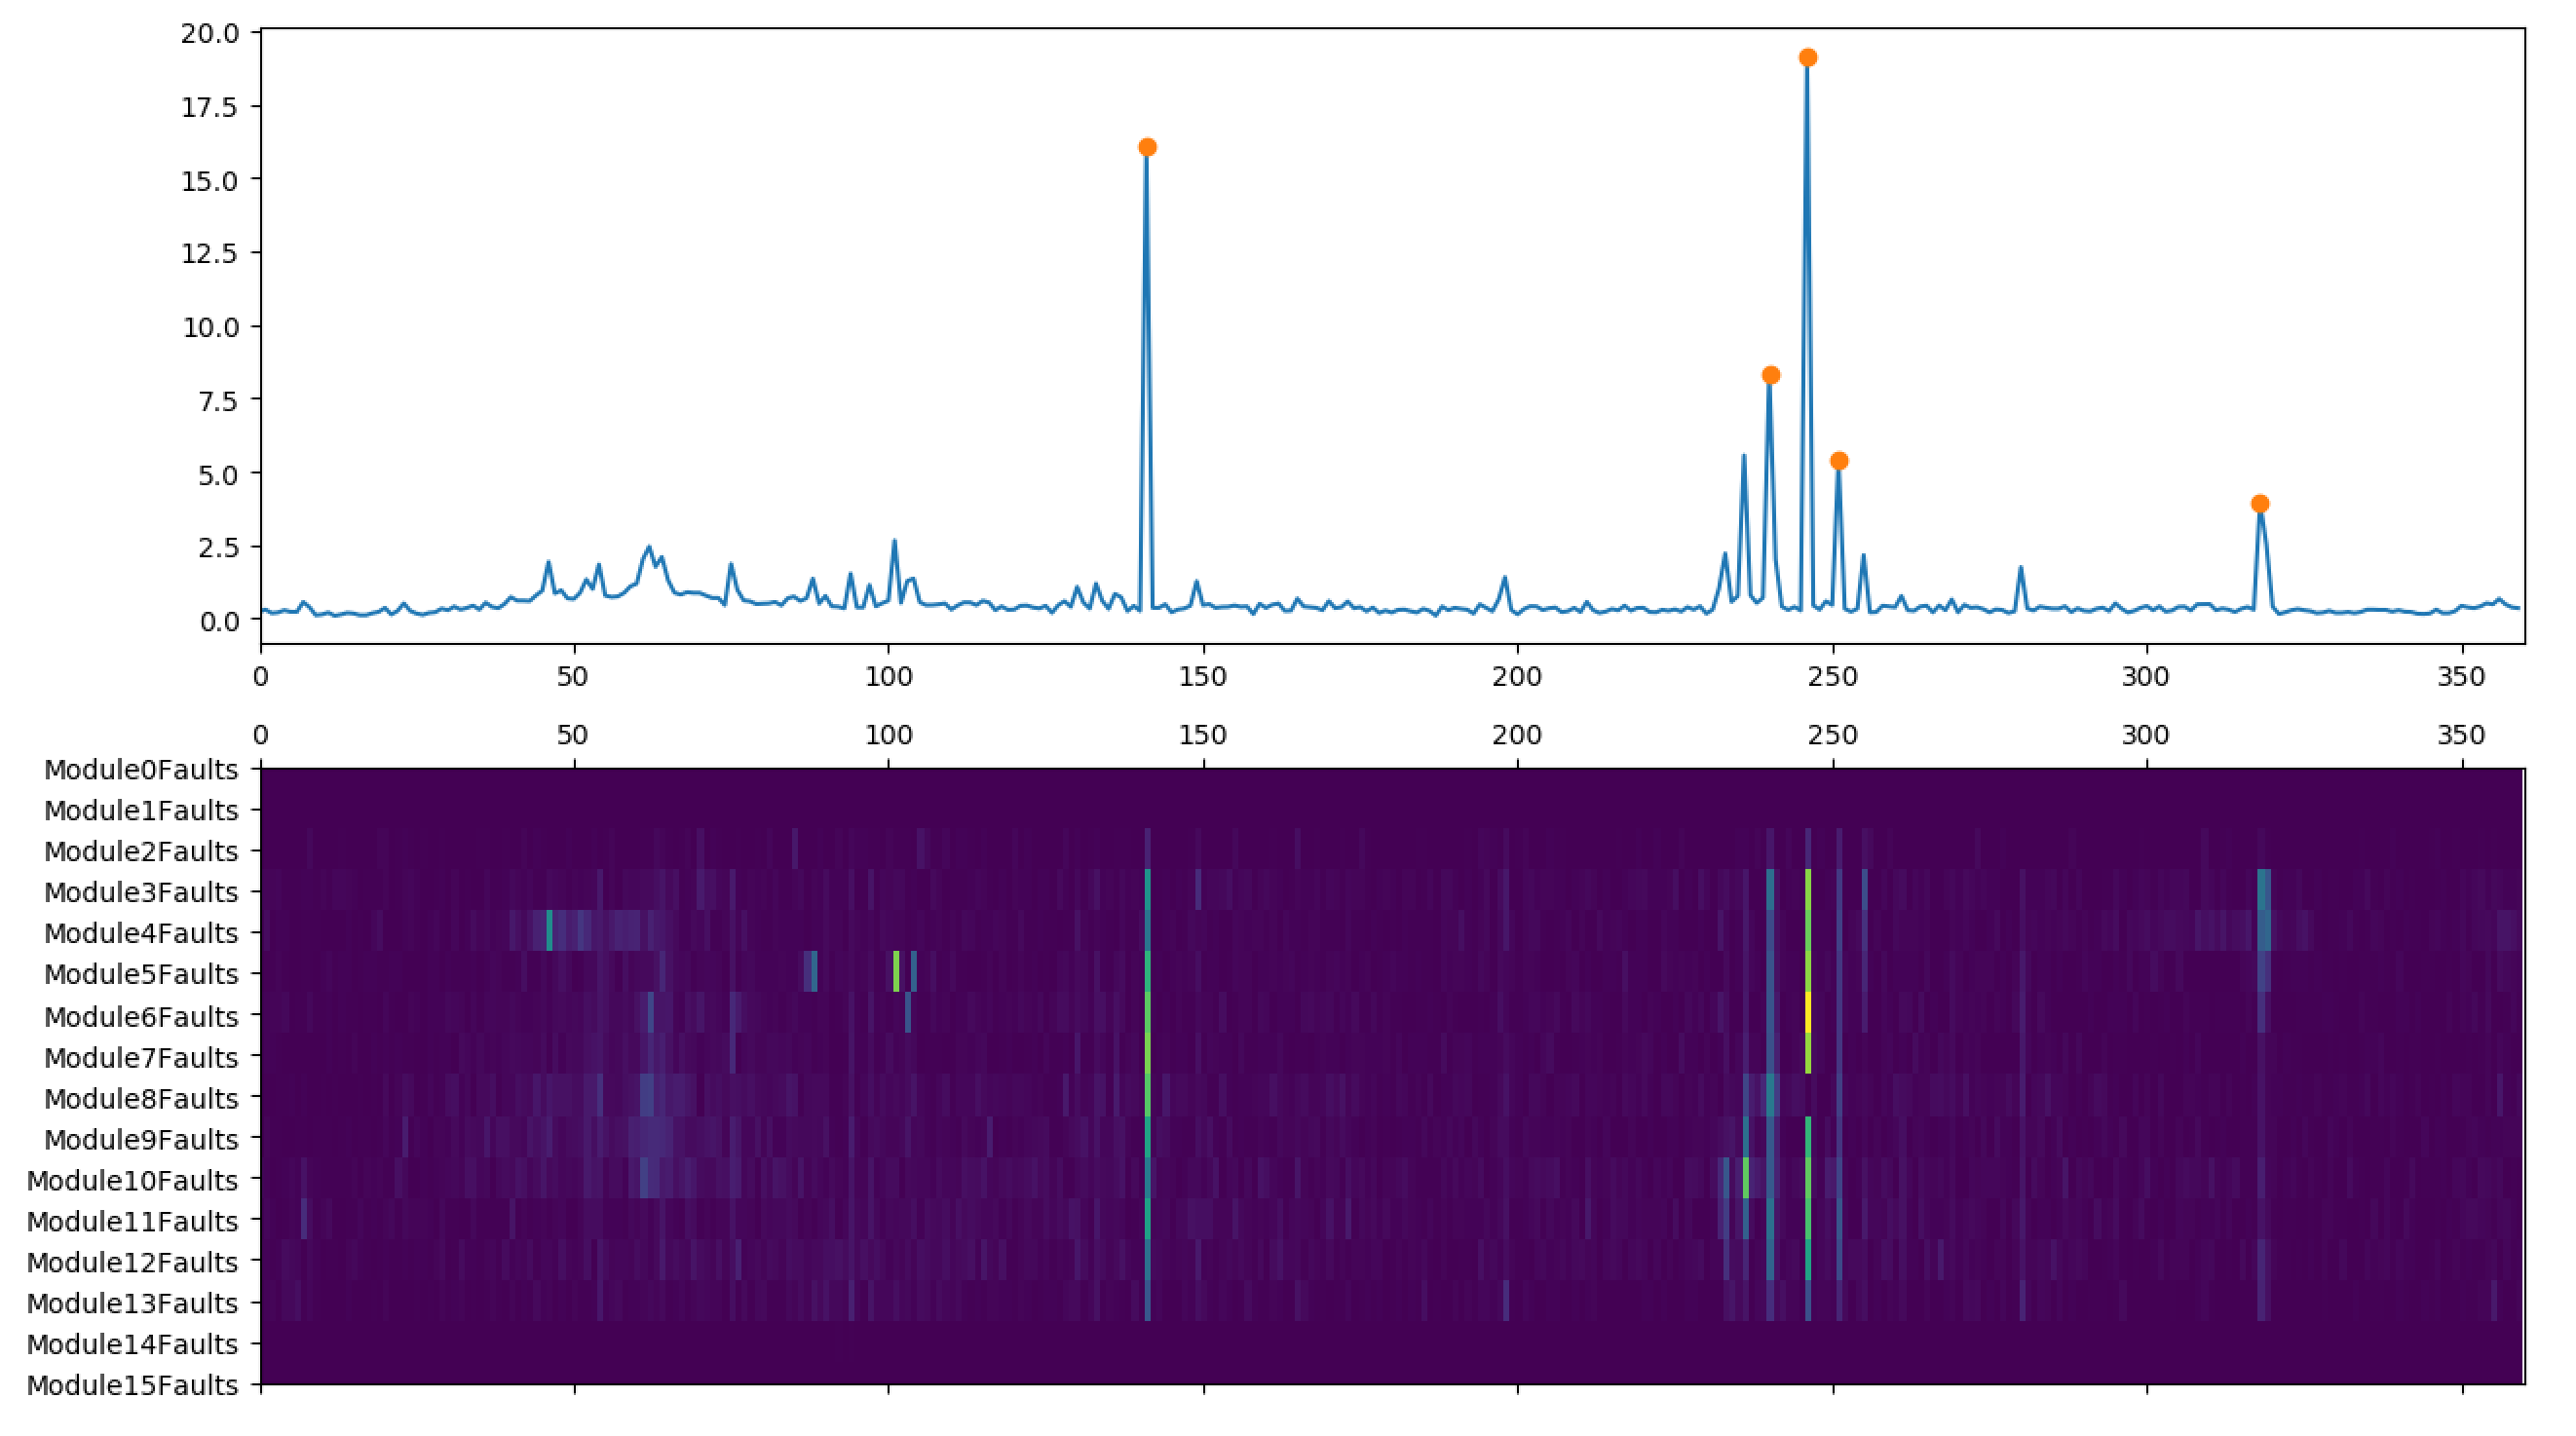 20.0
17.5
15.0
12.5
10.0
7.5
5.0
2.5
0.0
0 50 100 150 200 250 300 350
0 50 100 150 200 250 300 350
Module0Faults
Module1Faults
Module2Faults
Module3Faults
Module4Faults
Module5Faults
Module6Faults
Module7Faults
Module8Faults
Module9Faults
Module10Faults
Module11Faults
Module12Faults
Module13Faults
Module14Faults
Module15Faults